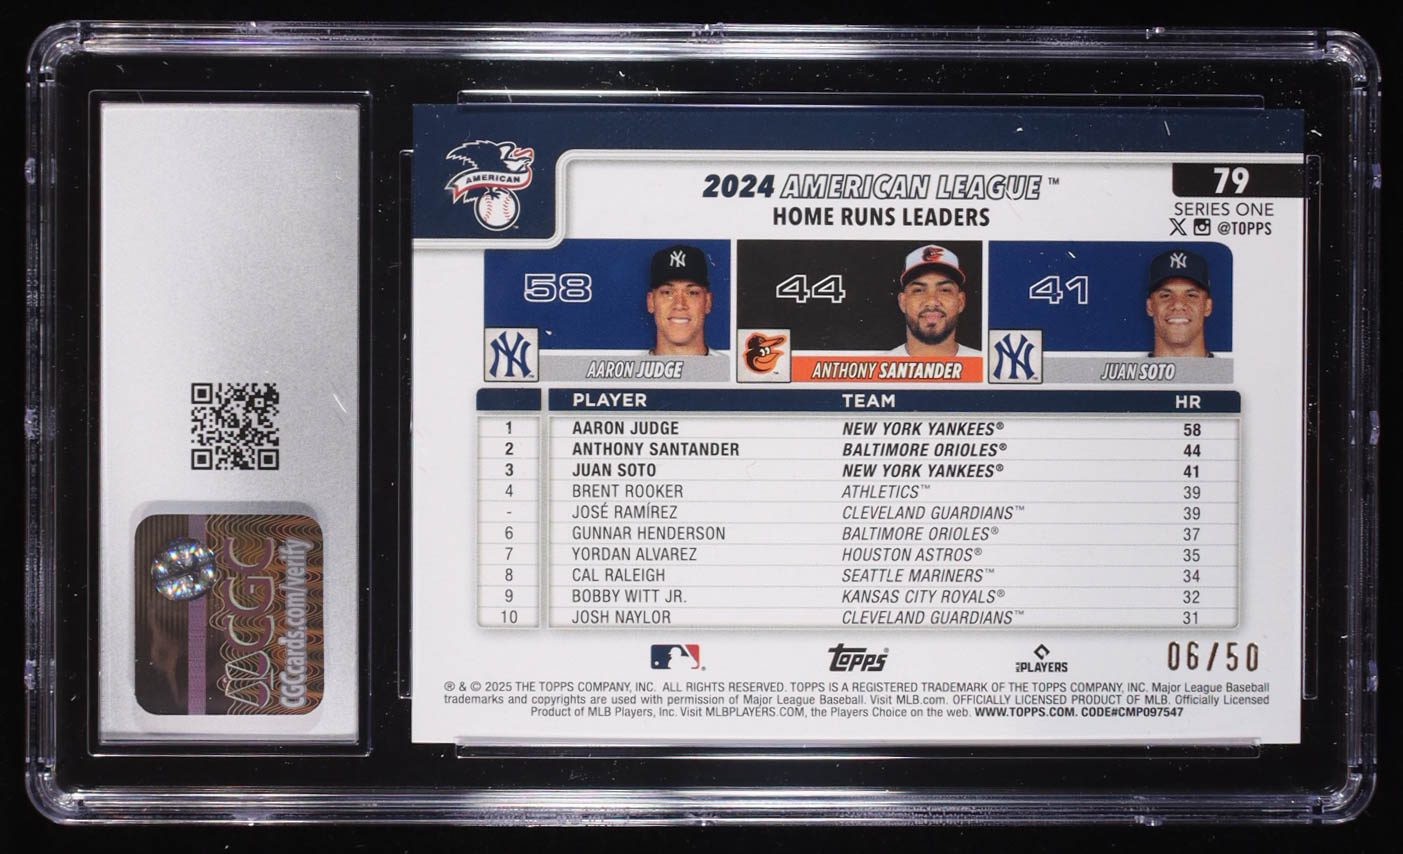 AMERICAN
2024 AMERICAN LEAGUE™
HOME RUNS LEADERS
79
SERIES ONE
X @TOPPS
58
NY
AARON JUDGE
44
ANTHONY SANTANDER
41
NY
JUAN SOTO
PLAYER TEAM HR
1 AARON JUDGE NEW YORK YANKEES® 58
2 ANTHONY SANTANDER BALTIMORE ORIOLES® 44
3 JUAN SOTO NEW YORK YANKEES® 41
4 BRENT ROOKER ATHLETICS™ 39
- JOSÉ RAMÍREZ CLEVELAND GUARDIANS™ 39
6 GUNNAR HENDERSON BALTIMORE ORIOLES® 37
7 YORDAN ALVAREZ HOUSTON ASTROS® 35
8 CAL RALEIGH SEATTLE MARINERS™ 34
9 BOBBY WITT JR. KANSAS CITY ROYALS® 32
10 JOSH NAYLOR CLEVELAND GUARDIANS™ 31
topps®
MLB PLAYERS
06/50
® & © 2025 THE TOPPS COMPANY, INC. ALL RIGHTS RESERVED. TOPPS IS A REGISTERED TRADEMARK OF THE TOPPS COMPANY, INC. Major League Baseball
trademarks and copyrights are used with permission of Major League Baseball. Visit MLB.com. OFFICIALLY LICENSED PRODUCT OF MLB. Officially Licensed
Product of MLB Players, Inc. Visit MLBPLAYERS.COM, the Players Choice on the web. WWW.TOPPS.COM. CODE#CMP097547
CGC
CGCcards.com/verify